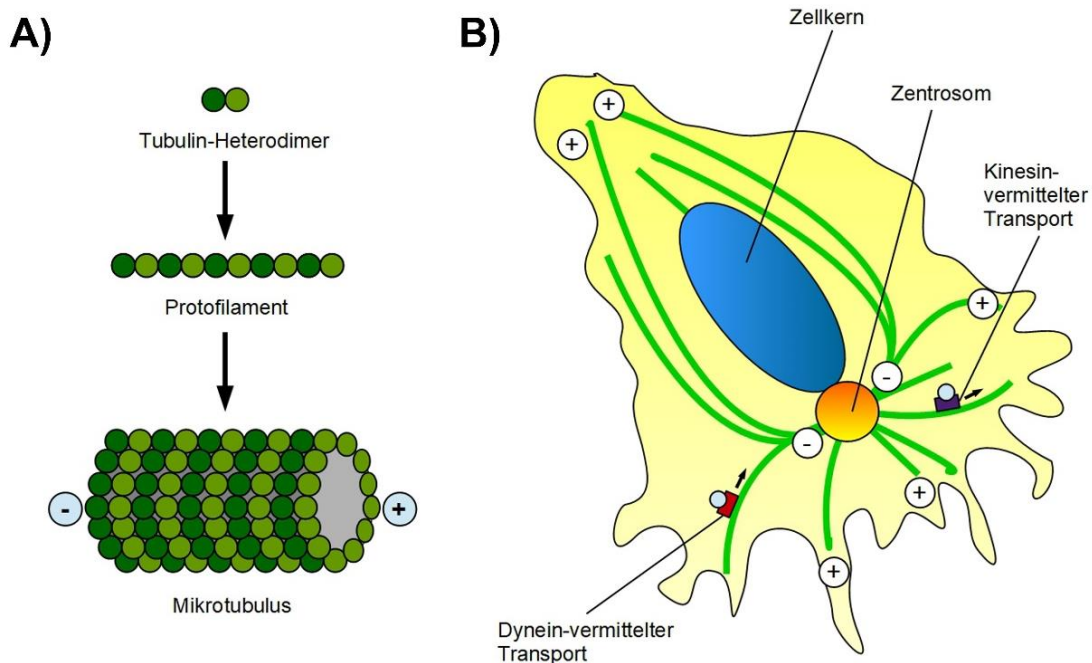 A)
Tubulin-Heterodimer
Protofilament
-
+
Mikrotubulus
B)
Zellkern
Zentrosom
Kinesin-
vermittelter
Transport
+
+
+
-
-
+
+
Dynein-vermittelter
Transport